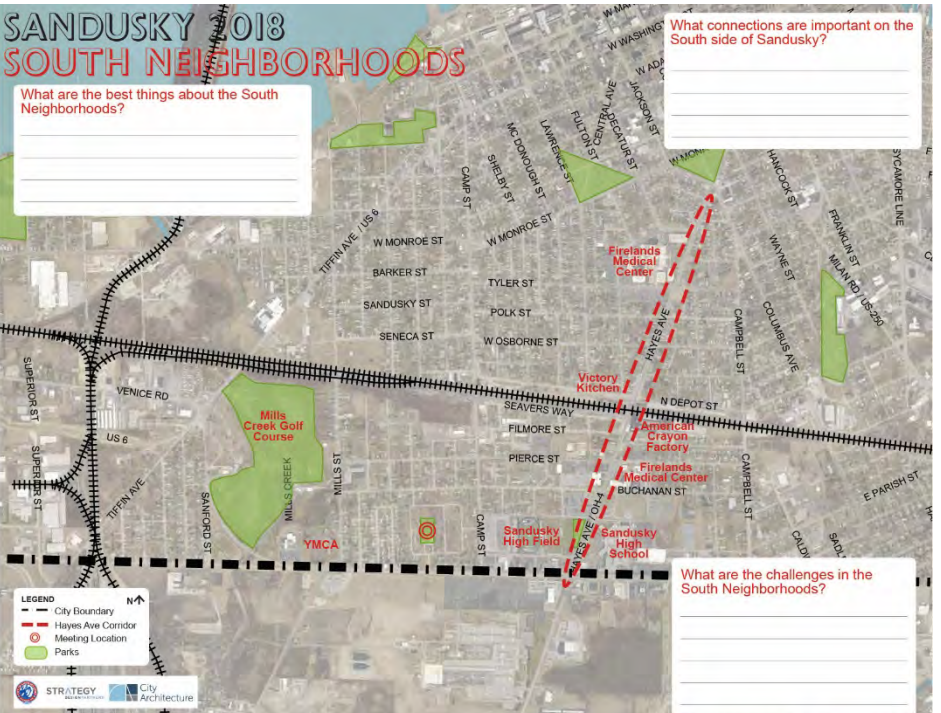 SANDUSKY 2018
SOUTH NEIGHBORHOODS
What are the best things about the South
Neighborhoods?
What connections are important on the
South side of Sandusky?
W WASHINGTON
W ADA
JACKSON ST
CENTRAL AVE
DECATUR ST
FULTON ST
LAWRENCE ST
MC DONOUGH ST
SHELBY ST
CAMP ST
W MON
HANCOCK ST
SYCAMORE LINE
FRANKLIN ST
MILAN RD / US-250
WAYNE ST
COLUMBUS AVE
TIFFIN AVE / US 6
W MONROE ST
W MONROE ST
BARKER ST
TYLER ST
SANDUSKY ST
POLK ST
SENECA ST
W OSBORNE ST
Firelands
Medical
Center
HAYES AVE
CAMPBELL ST
SUPERIOR ST
VENICE RD
Victory
Kitchen
SEAVERS WAY
N DEPOT ST
FILMORE ST
American
Crayon
Factory
Mills
Creek Golf
Course
US 6
PIERCE ST
Firelands
Medical Center
BUCHANAN ST
CAMPBELL ST
E PARISH ST
SUPERIOR ST
TIFFIN AVE
SANFORD ST
MILLS CREEK
MILLS ST
YMCA
CAMP ST
Sandusky
High Field
HAYES AVE / OH-4
Sandusky
High
School
What are the challenges in the
South Neighborhoods?
LEGEND
N
City Boundary
Hayes Ave Corridor
Meeting Location
Parks
STRATEGY
City
Architecture